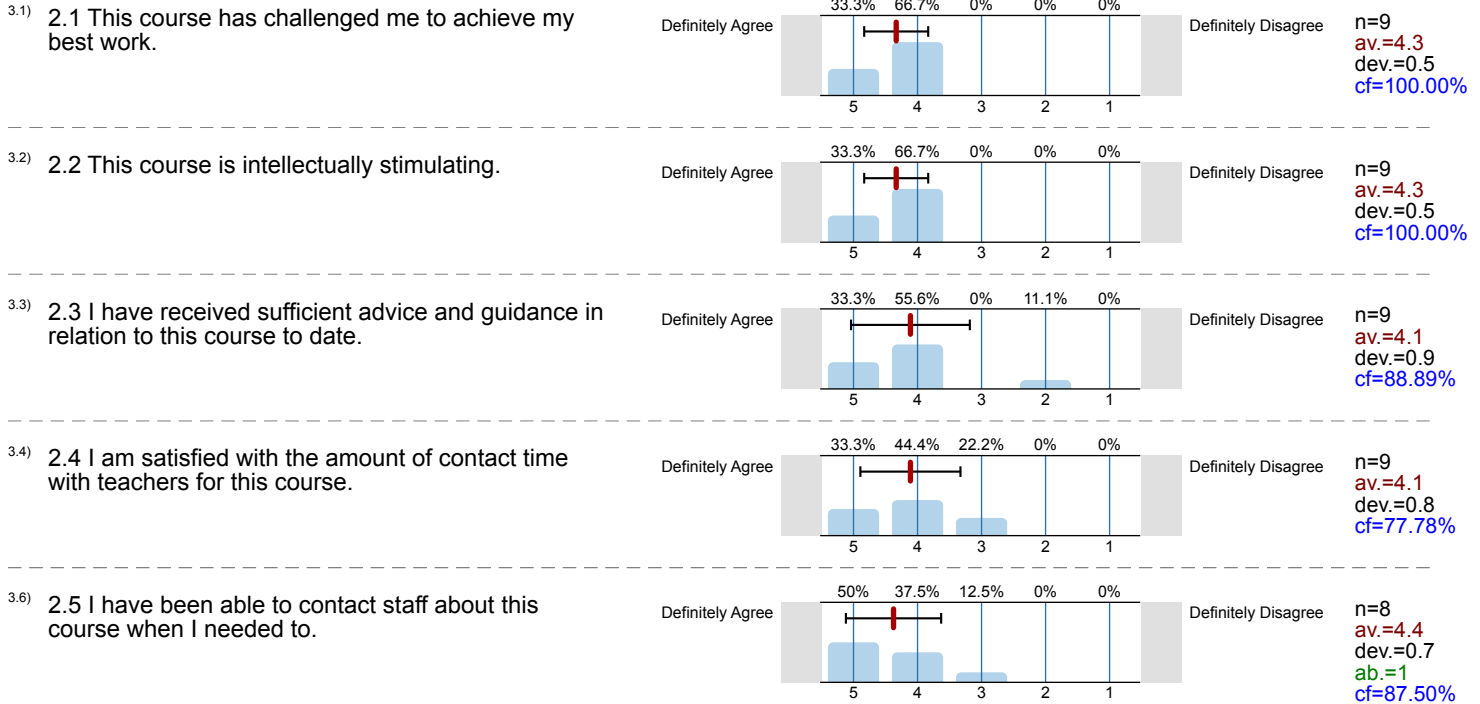 3.1) 2.1 This course has challenged me to achieve my
best work.
Definitely Agree
33.3% 66.7% 0% 0% 0%
5 4 3 2 1
Definitely Disagree
n=9
av.=4.3
dev.=0.5
cf=100.00%
3.2) 2.2 This course is intellectually stimulating.
Definitely Agree
33.3% 66.7% 0% 0% 0%
5 4 3 2 1
Definitely Disagree
n=9
av.=4.3
dev.=0.5
cf=100.00%
3.3) 2.3 I have received sufficient advice and guidance in
relation to this course to date.
Definitely Agree
33.3% 55.6% 0% 11.1% 0%
5 4 3 2 1
Definitely Disagree
n=9
av.=4.1
dev.=0.9
cf=88.89%
3.4) 2.4 I am satisfied with the amount of contact time
with teachers for this course.
Definitely Agree
33.3% 44.4% 22.2% 0% 0%
5 4 3 2 1
Definitely Disagree
n=9
av.=4.1
dev.=0.8
cf=77.78%
3.6) 2.5 I have been able to contact staff about this
course when I needed to.
Definitely Agree
50% 37.5% 12.5% 0% 0%
5 4 3 2 1
Definitely Disagree
n=8
av.=4.4
dev.=0.7
ab.=1
cf=87.50%